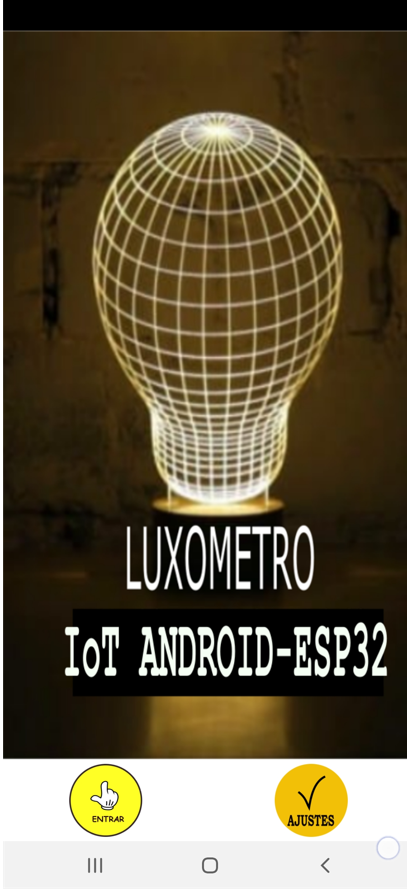 LUXOMETRO
IoT ANDROID-ESP32
ENTRAR
AJUSTES